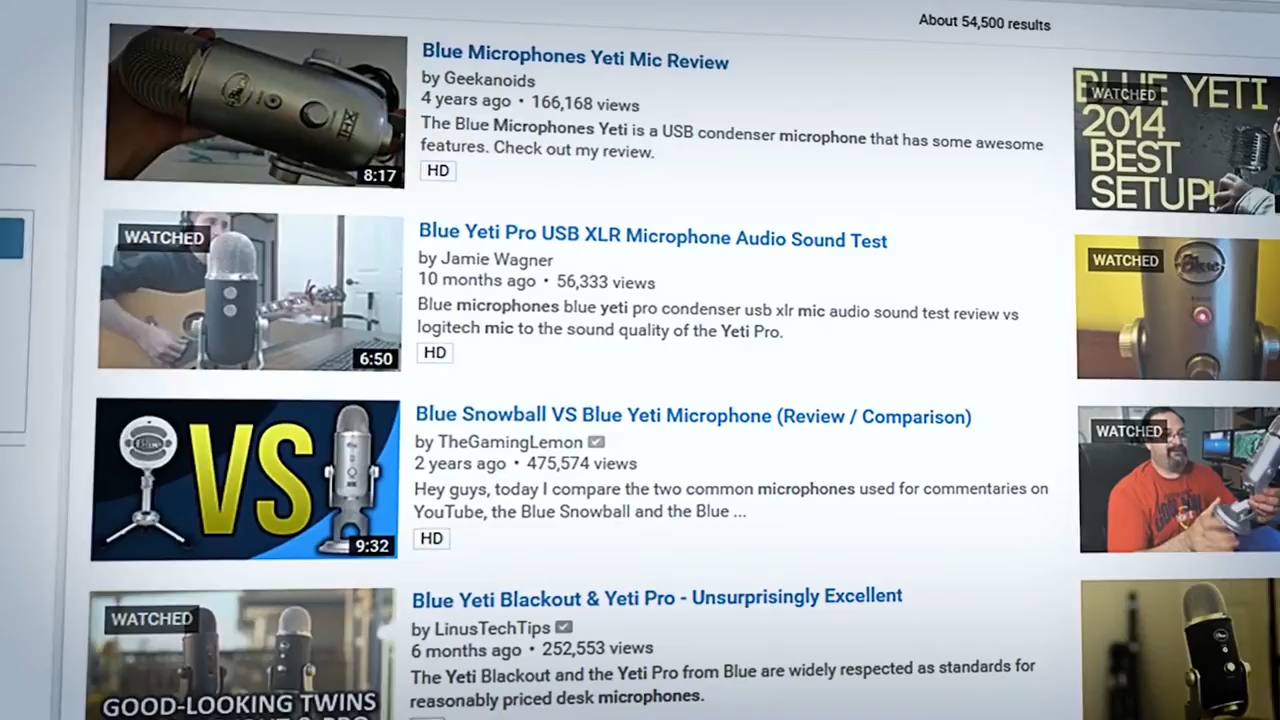 About 54,500 results
Blue Microphones Yeti Mic Review
by Geekanoids
4 years ago • 166,168 views
The Blue Microphones Yeti is a USB condenser microphone that has some awesome
features. Check out my review.
HD
THX
8:17
WATCHED
Blue Yeti Pro USB XLR Microphone Audio Sound Test
by Jamie Wagner
10 months ago • 56,333 views
Blue microphones blue yeti pro condenser usb xlr mic audio sound test review vs
logitech mic to the sound quality of the Yeti Pro.
HD
6:50
VS
Blue Snowball VS Blue Yeti Microphone (Review / Comparison)
by TheGamingLemon
2 years ago • 475,574 views
Hey guys, today I compare the two common microphones used for commentaries on
YouTube, the Blue Snowball and the Blue ...
HD
9:32
WATCHED
GOOD-LOOKING TWINS
Blue Yeti Blackout & Yeti Pro - Unsurprisingly Excellent
by LinusTechTips
6 months ago • 252,553 views
The Yeti Blackout and the Yeti Pro from Blue are widely respected as standards for
reasonably priced desk microphones.
BLUE YETI
WATCHED
2014
BEST
SETUP!
WATCHED
Blue
WATCHED